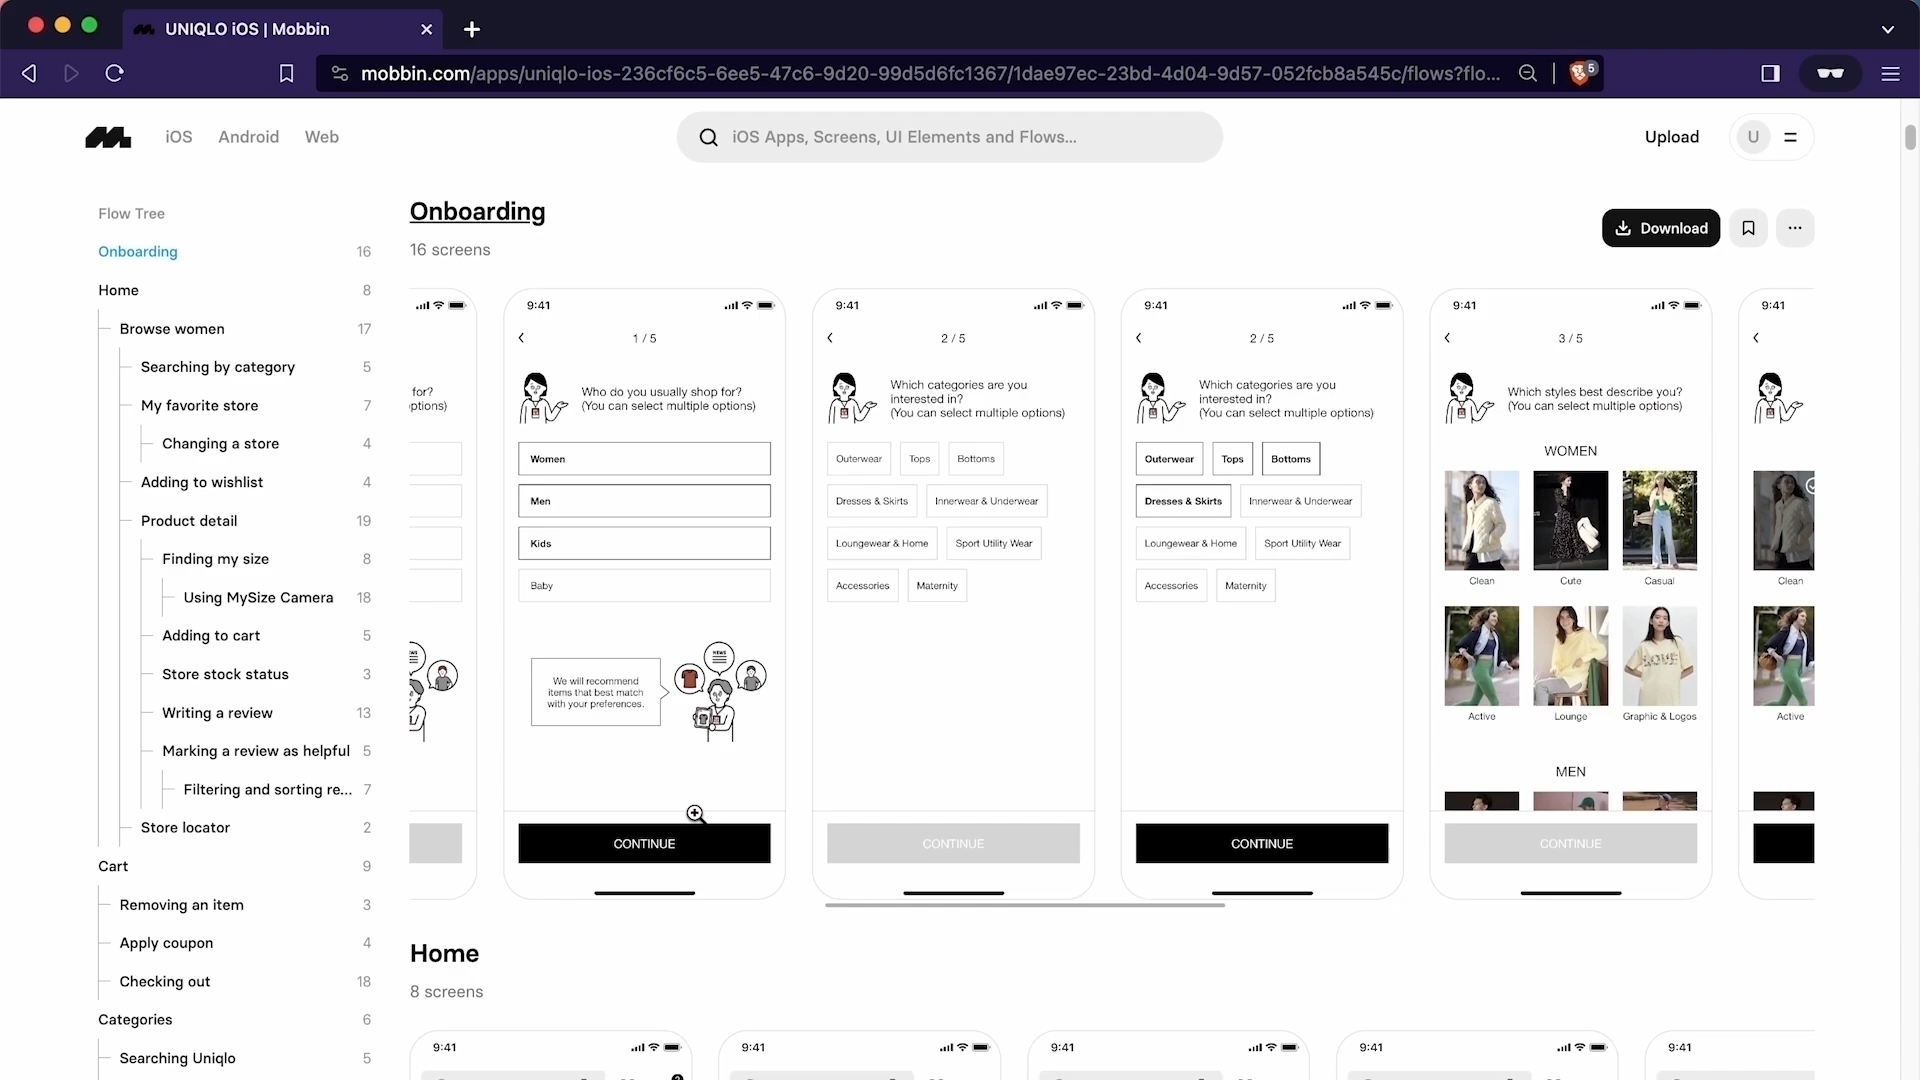 UNIQLO iOS | Mobbin
mobbin.com/apps/uniqlo-ios-236cf6c5-6ee5-47c6-9d20-99d5d6fc1367/1dae97ec-23bd-4d04-9d57-052fcb8a545c/flows?flo...
5
iOS Android Web
iOS Apps, Screens, UI Elements and Flows...
Upload
U
Flow Tree
Onboarding 16
Home 8
Browse women 17
Searching by category 5
My favorite store 7
Changing a store 4
Adding to wishlist 4
Product detail 19
Finding my size 8
Using MySize Camera 18
Adding to cart 5
Store stock status 3
Writing a review 13
Marking a review as helpful 5
Filtering and sorting re... 7
Store locator 2
Cart 9
Removing an item 3
Apply coupon 4
Checking out 18
Categories 6
Searching Uniqlo 5
Onboarding
16 screens
Download
for?
options)
9:41
1 / 5
Who do you usually shop for?
(You can select multiple options)
Women
Men
Kids
Baby
We will recommend
items that best match
with your preferences.
NEWS
CONTINUE
9:41
2 / 5
Which categories are you
interested in?
(You can select multiple options)
Outerwear Tops Bottoms
Dresses & Skirts Innerwear & Underwear
Loungewear & Home Sport Utility Wear
Accessories Maternity
CONTINUE
9:41
2 / 5
Which categories are you
interested in?
(You can select multiple options)
Outerwear Tops Bottoms
Dresses & Skirts Innerwear & Underwear
Loungewear & Home Sport Utility Wear
Accessories Maternity
CONTINUE
9:41
3 / 5
Which styles best describe you?
(You can select multiple options)
WOMEN
Clean Cute Casual
Active Lounge Graphic & Logos
MEN
CONTINUE
9:41
Clean
Active
Home
8 screens
9:41
9:41
9:41
9:41
9:41